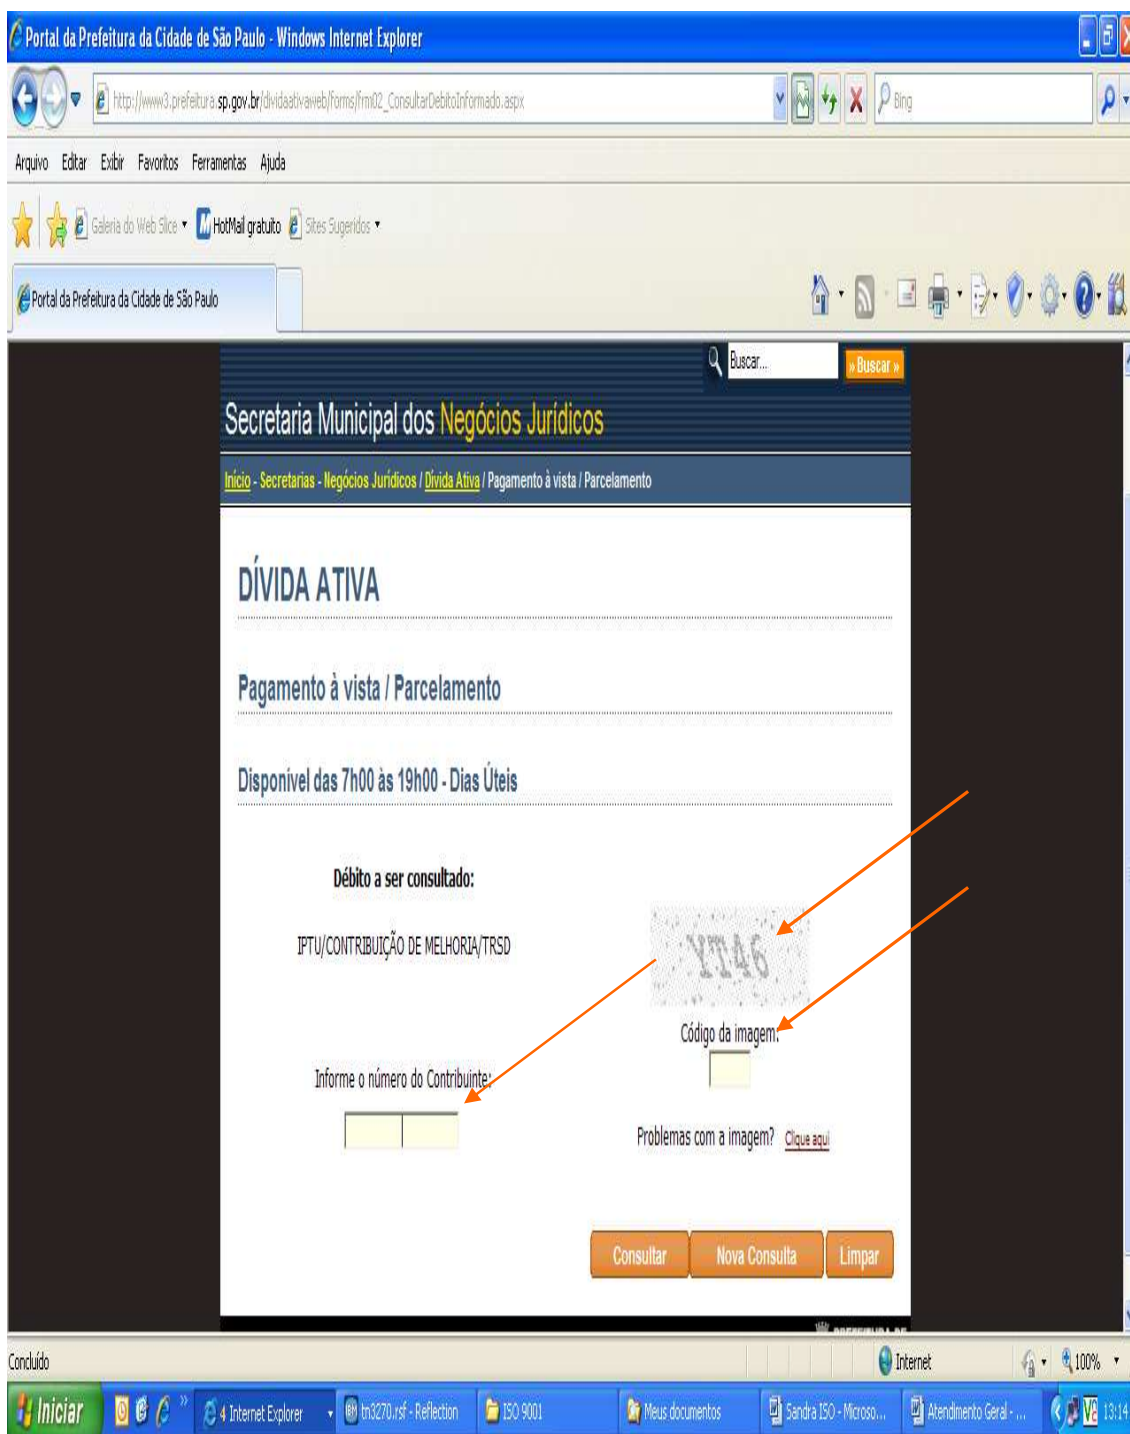 Portal da Prefeitura da Cidade de São Paulo - Windows Internet Explorer
http://www3.prefeitura.sp.gov.br/dividaativaweb/forms/frm02_ConsultarDebitoInformado.aspx
Bing
Arquivo Editar Exibir Favoritos Ferramentas Ajuda
Galeria do Web Slice HotMail gratuito Sites Sugeridos
Portal da Prefeitura da Cidade de São Paulo
Buscar... » Buscar »
Secretaria Municipal dos Negócios Jurídicos
Início - Secretarias - Negócios Jurídicos / Dívida Ativa / Pagamento à vista / Parcelamento
DÍVIDA ATIVA
Pagamento à vista / Parcelamento
Disponível das 7h00 às 19h00 - Dias Úteis
Débito a ser consultado:
IPTU/CONTRIBUIÇÃO DE MELHORIA/TRSD
YT46
Código da imagem:
Informe o número do Contribuinte:
Problemas com a imagem? Clique aqui
Consultar Nova Consulta Limpar
Concluído Internet 100%
Iniciar 4 Internet Explorer tn3270.rsf - Reflection ISO 9001 Meus documentos Sandra ISO - Microso... Atendimento Geral - ... 13:14